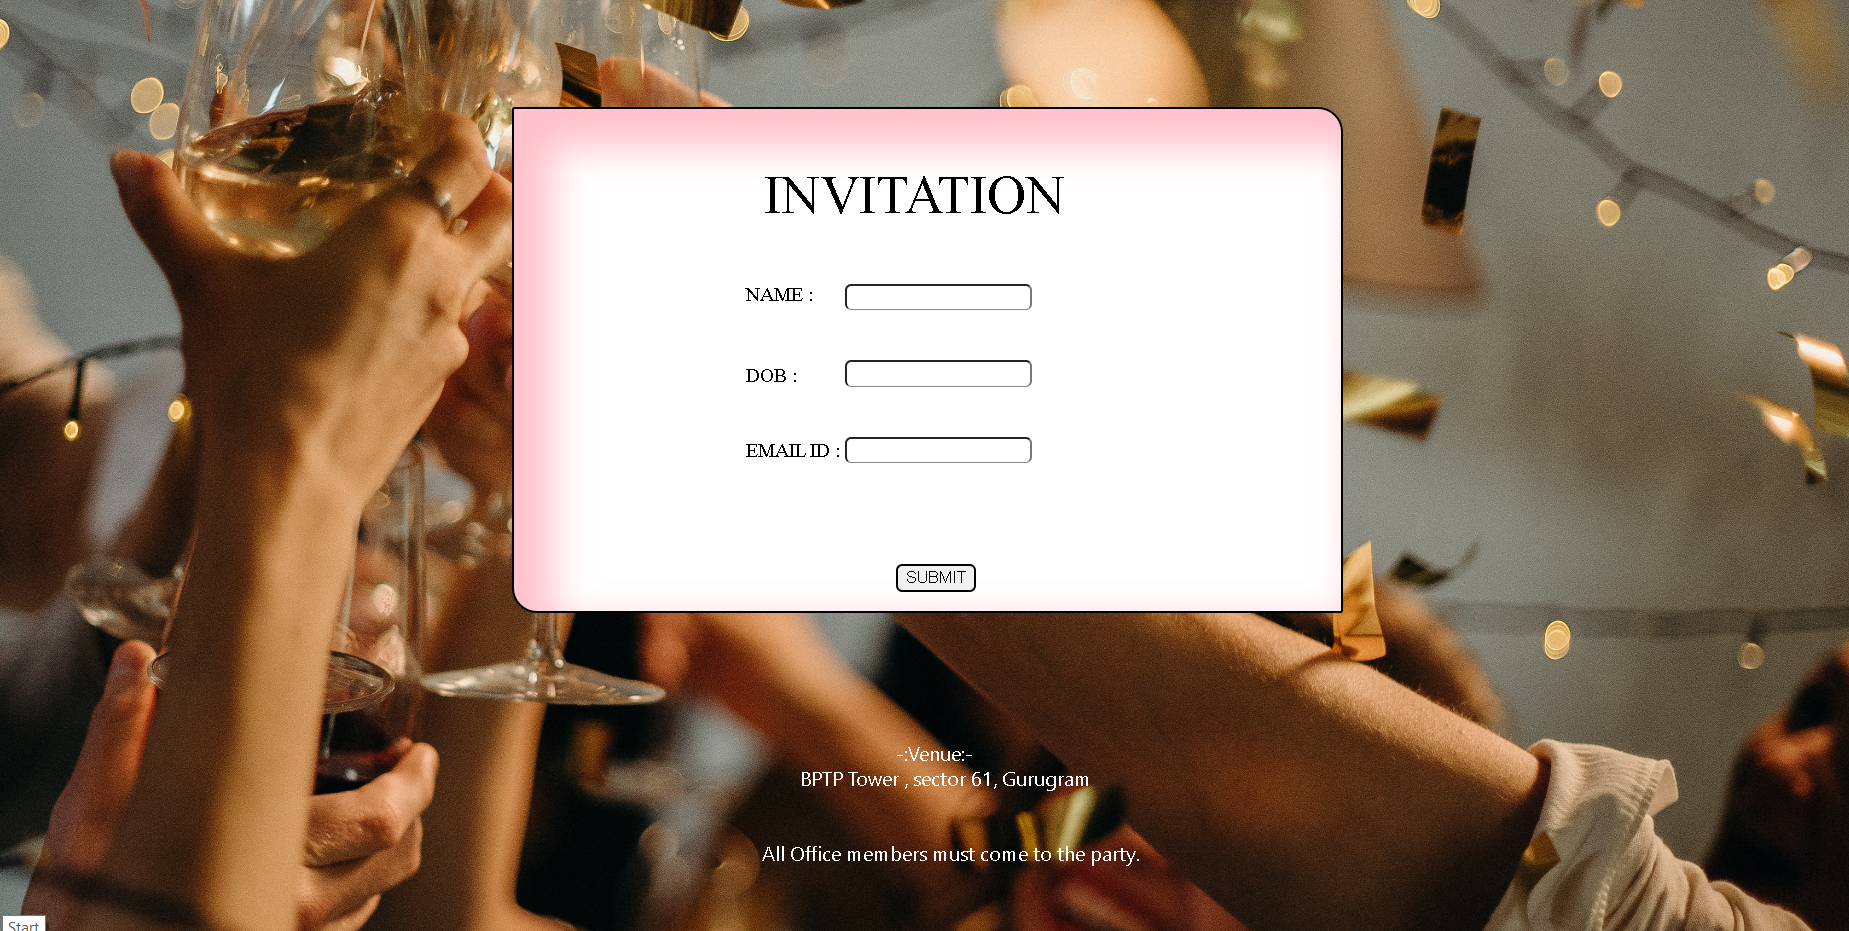 INVITATION
NAME :
DOB :
EMAIL ID :
SUBMIT
-:Venue:-
BPTP Tower , sector 61, Gurugram
All Office members must come to the party.
Start